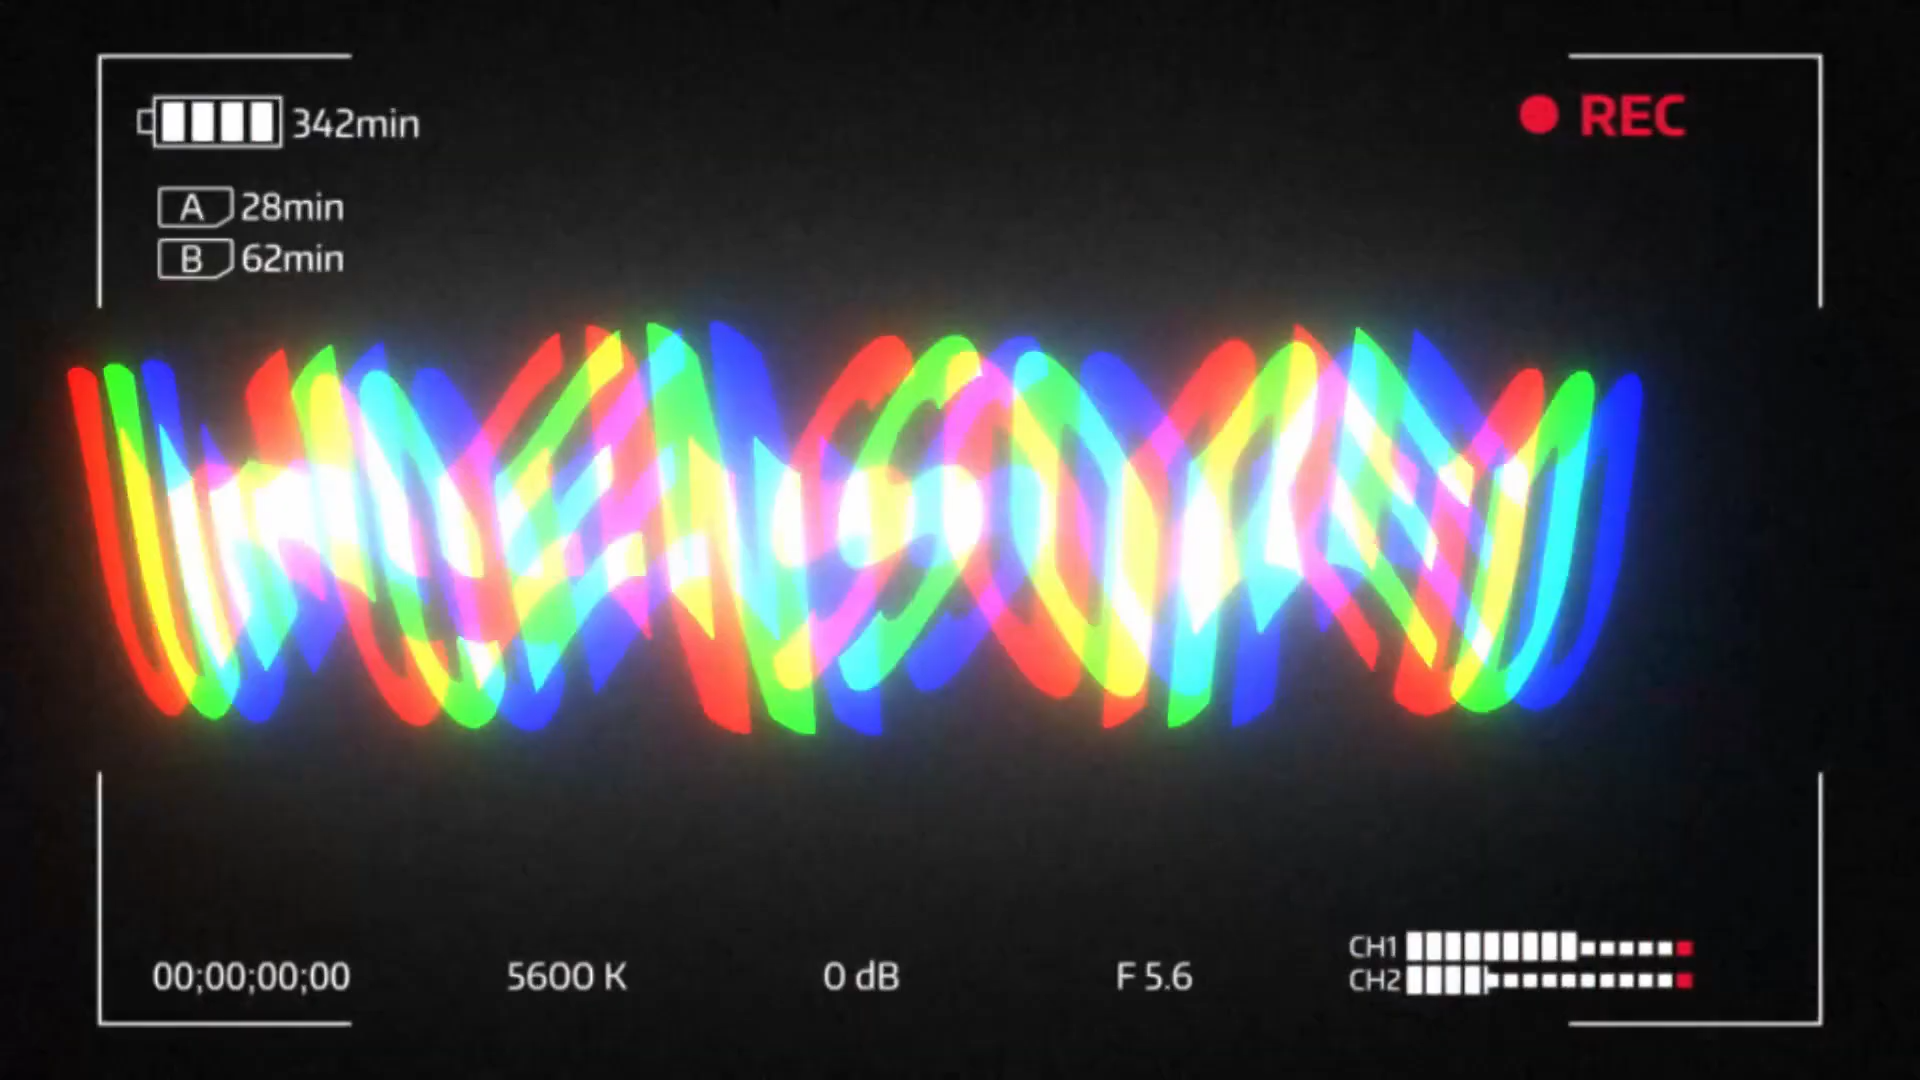 342min
REC
A 28min
B 62min
00;00;00;00
5600 K
0 dB
F 5.6
CH1
CH2